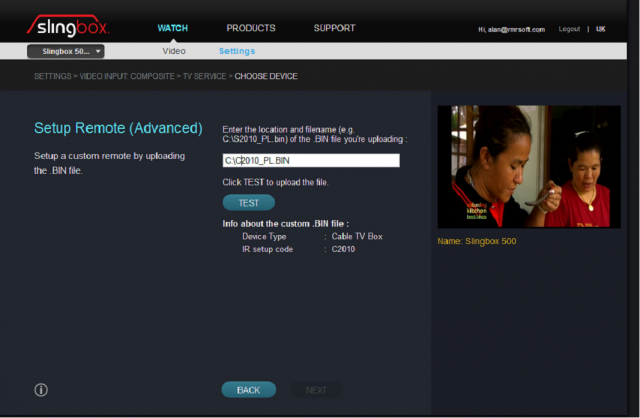 slingbox.
WATCH PRODUCTS SUPPORT Hi, alan@rmrsoft.com Logout | UK
Slingbox 50... Video Settings
SETTINGS > VIDEO INPUT COMPOSITE > TV SERVICE > CHOOSE DEVICE
Setup Remote (Advanced)
Setup a custom remote by uploading
the .BIN file.
Enter the location and filename (e.g.
C:\S2010_PL.bin) of the .BIN file you're uploading :
C:\C2010_PL.BIN
Click TEST to upload the file.
TEST
Info about the custom .BIN file :
Device Type : Cable TV Box
IR setup code : C2010
saturday
kitchen
best bites
Name: Slingbox 500
BACK NEXT